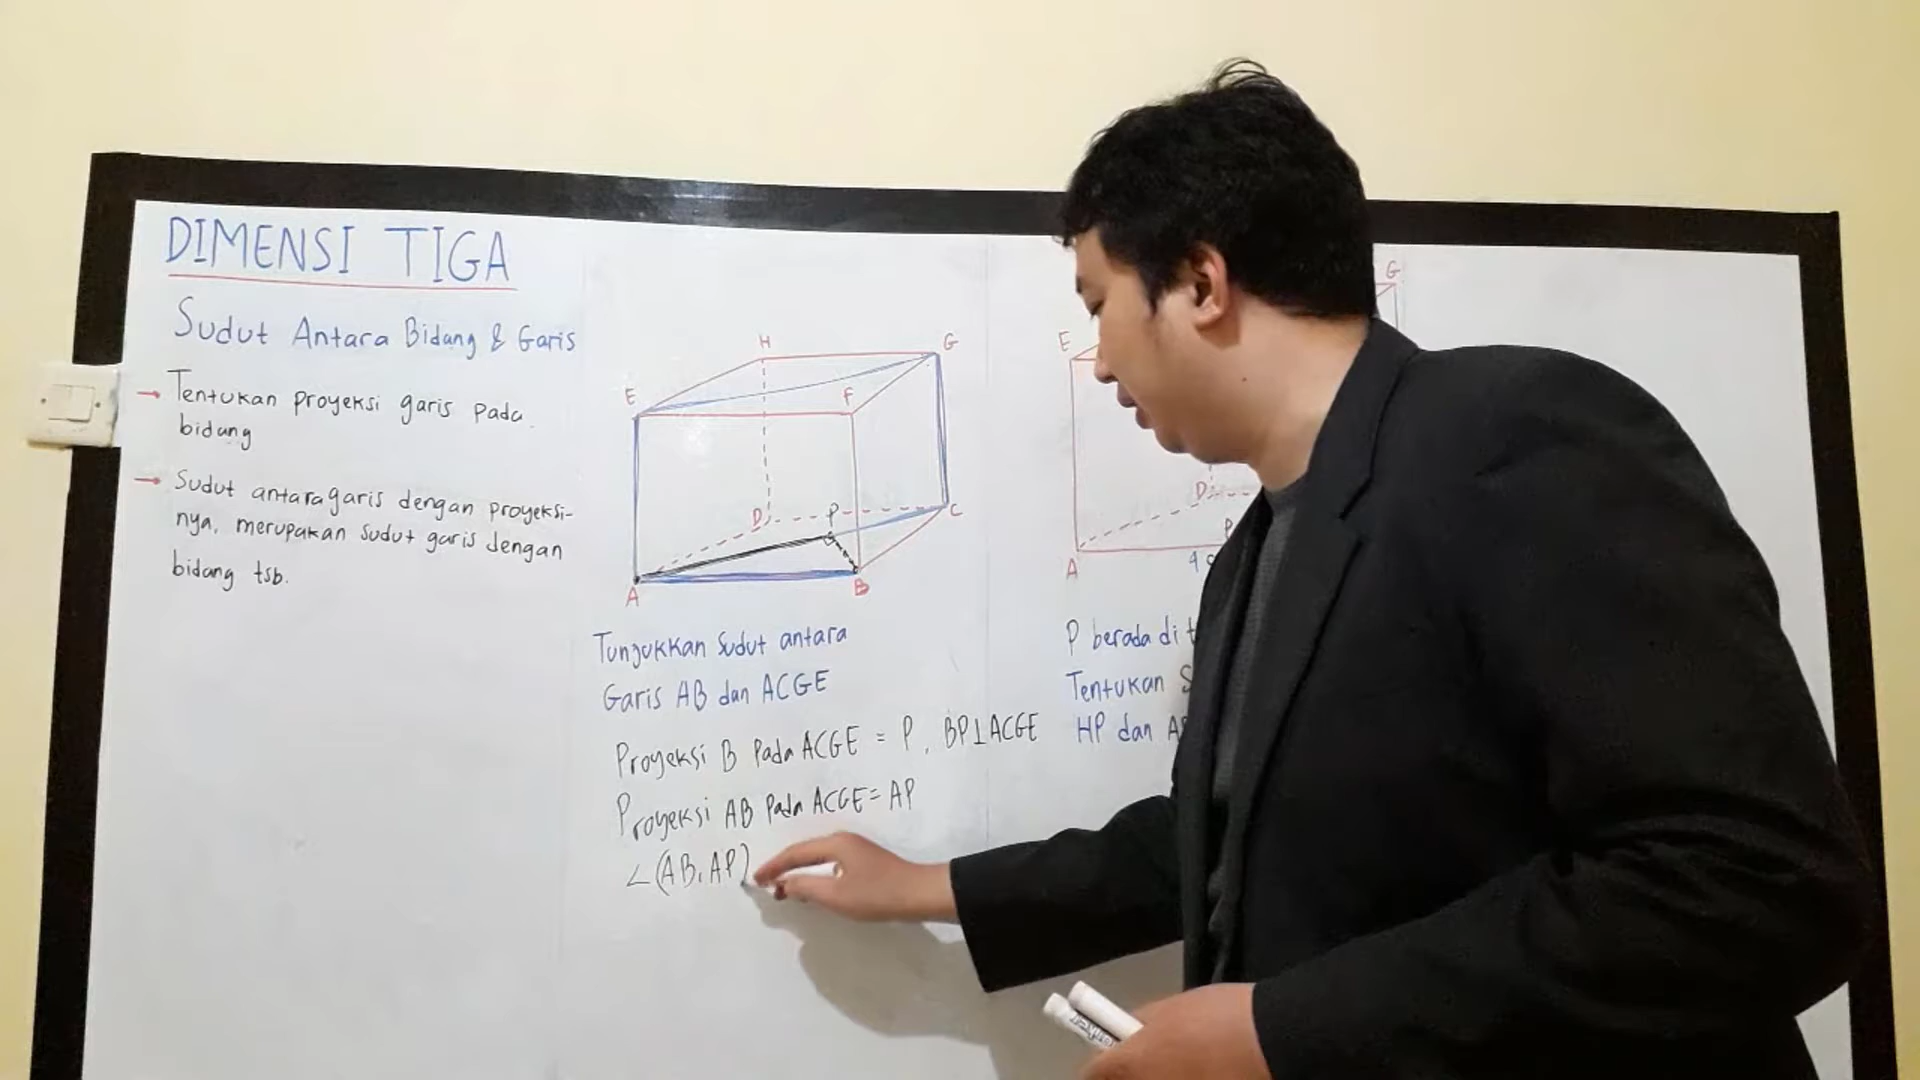 DIMENSI TIGA
Sudut Antara Bidang & Garis
→ Tentukan proyeksi garis pada
bidang
→ Sudut antara garis dengan proyeksi-
nya, merupakan sudut garis dengan
bidang tsb.
H
G
E
F
D
P
C
A
B
Tunjukkan Sudut antara
Garis AB dan ACGE
Proyeksi B Pada ACGE = P, BP⊥ACGE
Proyeksi AB Pada ACGE = AP
∠(AB, AP)
G
E
D
P
A
P berada di
Tentukan
HP dan